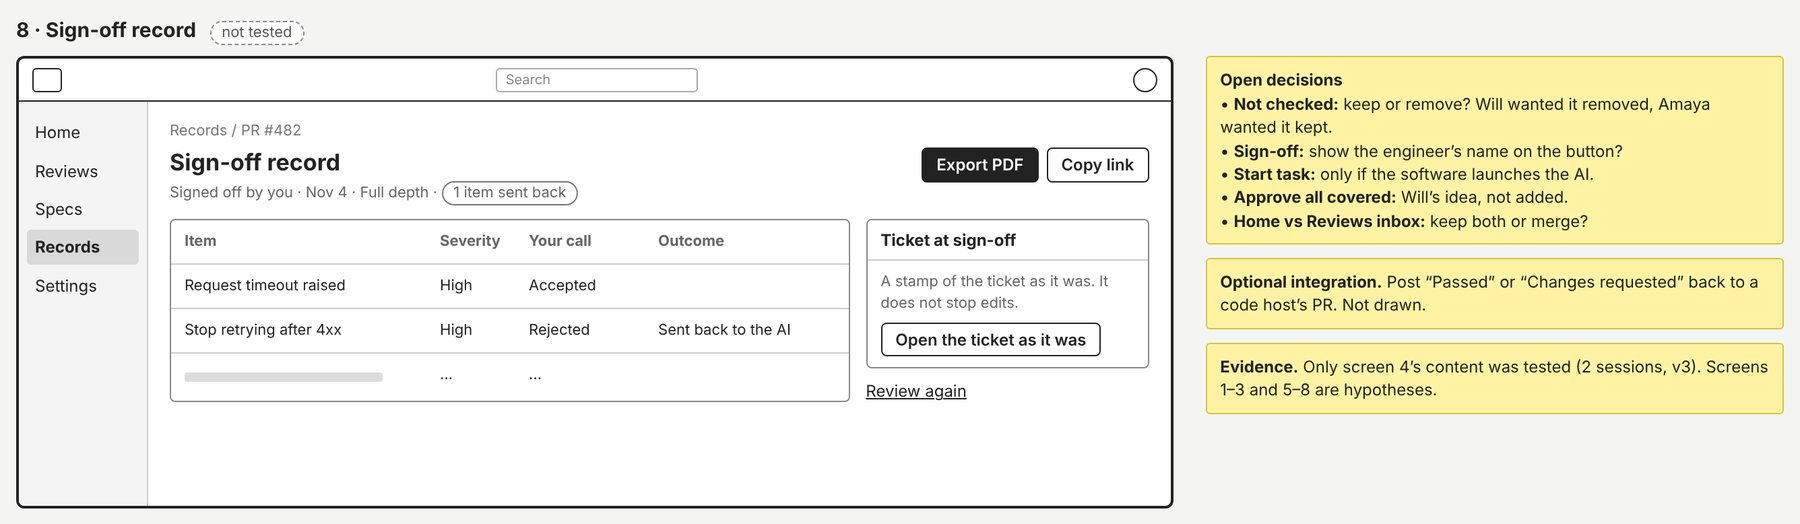 8 · Sign-off record
not tested
Search
Home
Reviews
Specs
Records
Settings
Records / PR #482
Sign-off record
Export PDF
Copy link
Signed off by you · Nov 4 · Full depth · 1 item sent back
Item Severity Your call Outcome
Request timeout raised High Accepted
Stop retrying after 4xx High Rejected Sent back to the AI
... ...
Ticket at sign-off
A stamp of the ticket as it was. It
does not stop edits.
Open the ticket as it was
Review again
Open decisions
• Not checked: keep or remove? Will wanted it removed, Amaya
wanted it kept.
• Sign-off: show the engineer’s name on the button?
• Start task: only if the software launches the AI.
• Approve all covered: Will’s idea, not added.
• Home vs Reviews inbox: keep both or merge?
Optional integration. Post “Passed” or “Changes requested” back to a
code host’s PR. Not drawn.
Evidence. Only screen 4’s content was tested (2 sessions, v3). Screens
1–3 and 5–8 are hypotheses.